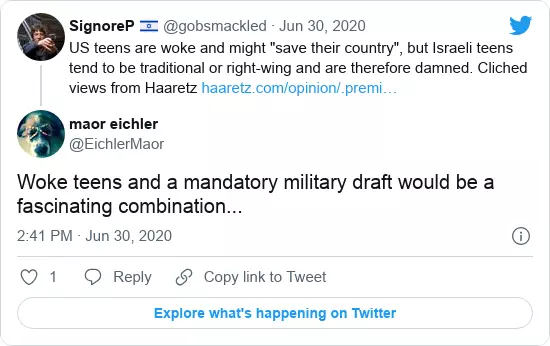 SignoreP 🇮🇱 @gobsmackled · Jun 30, 2020
US teens are woke and might "save their country", but Israeli teens
tend to be traditional or right-wing and are therefore damned. Cliched
views from Haaretz haaretz.com/opinion/.premi…
maor eichler
@EichlerMaor
Woke teens and a mandatory military draft would be a
fascinating combination...
2:41 PM · Jun 30, 2020
1 Reply Copy link to Tweet
Explore what's happening on Twitter